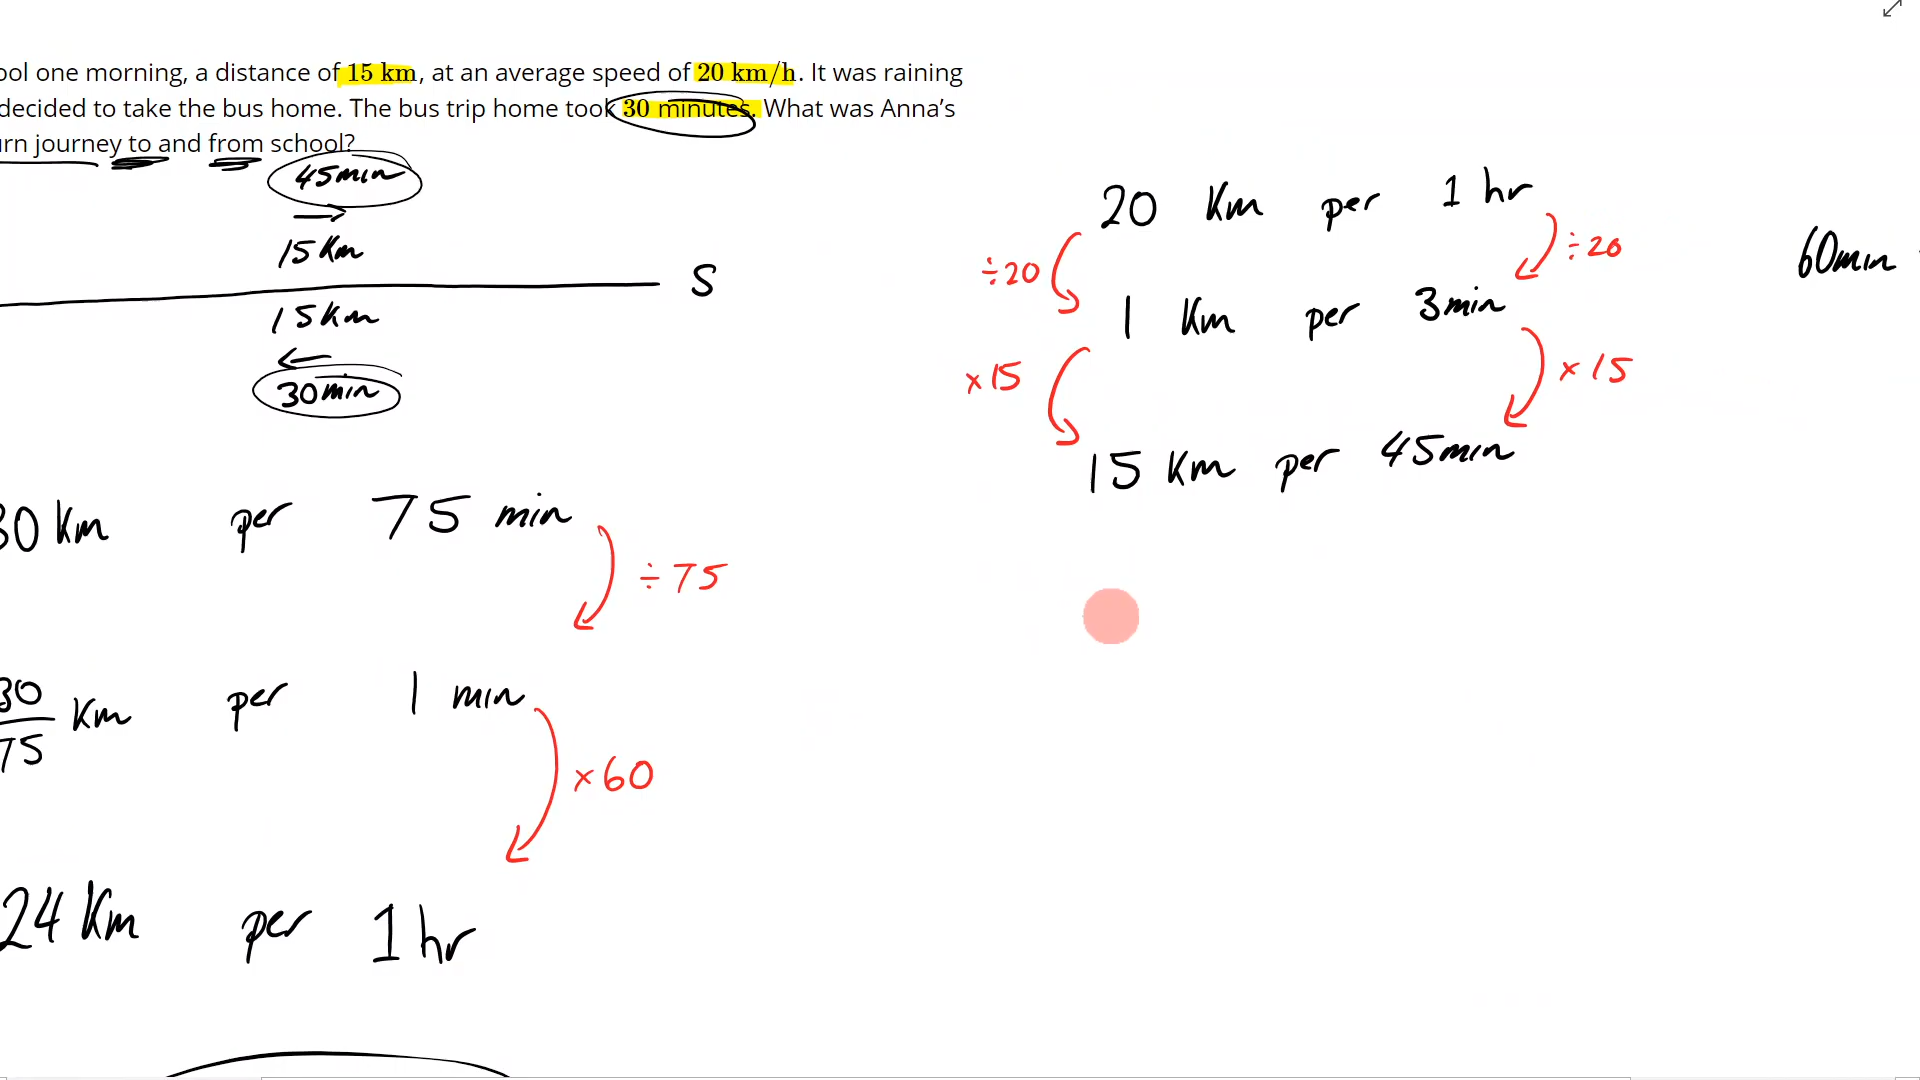 ool one morning, a distance of 15 km, at an average speed of 20 km/h. It was raining
decided to take the bus home. The bus trip home took 30 minutes. What was Anna’s
urn journey to and from school?
45min
15 Km
S
15 Km
30min
30 Km per 75 min
÷ 75
30
75
Km per 1 min
× 60
24 Km per 1 hr
20 Km per 1 hr
÷20
÷ 20
1 Km per 3min
×15
× 15
15 Km per 45min
60min